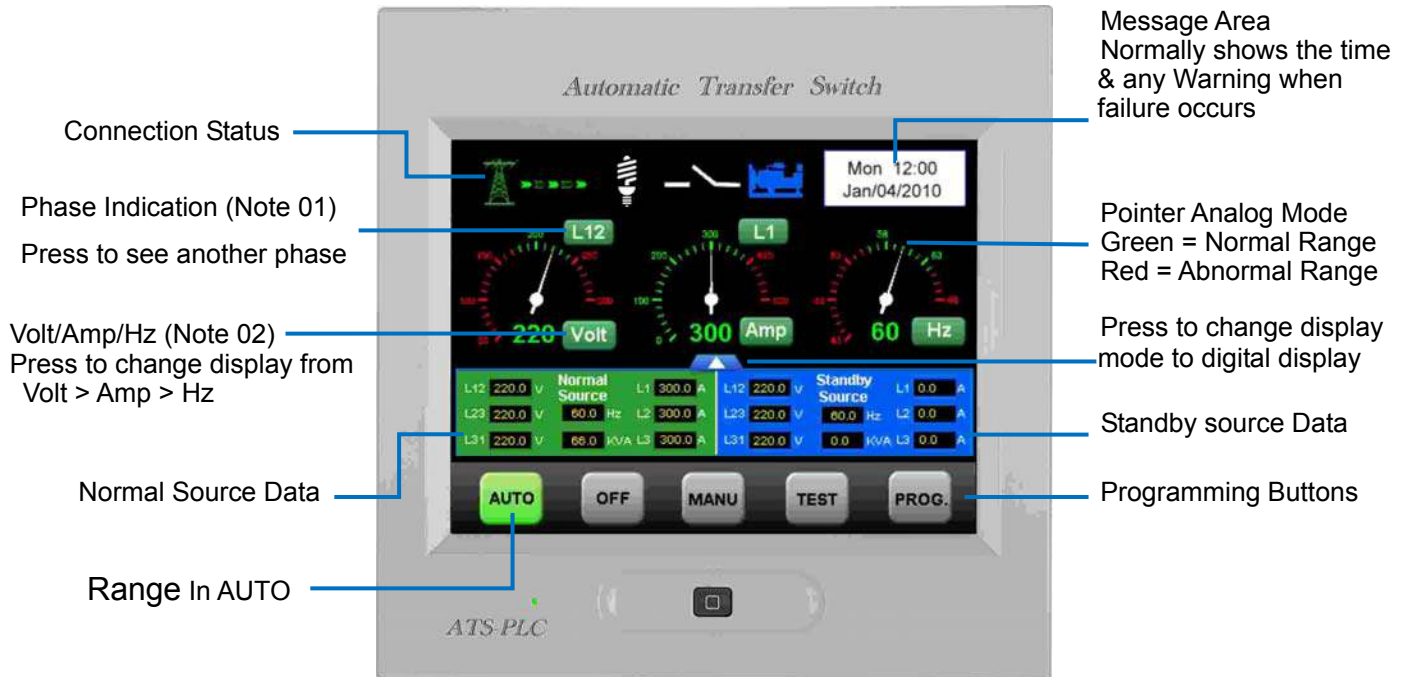 Message Area
Normally shows the time
& any Warning when
failure occurs
Automatic Transfer Switch
Connection Status
Mon 12:00
Jan/04/2010
Phase Indication (Note 01)
Press to see another phase
L12
L1
Pointer Analog Mode
Green = Normal Range
Red = Abnormal Range
Volt/Amp/Hz (Note 02)
Press to change display from
Volt > Amp > Hz
220 Volt
300 Amp
60 Hz
Press to change display
mode to digital display
Normal
Source
L12 220.0 V
L1 300.0 A
L23 220.0 V
60.0 Hz
L2 300.0 A
L31 220.0 V
66.0 KVA
L3 300.0 A
Standby
Source
L12 220.0 V
L1 0.0 A
L23 220.0 V
60.0 Hz
L2 0.0 A
L31 220.0 V
0.0 KVA
L3 0.0 A
Standby source Data
Normal Source Data
AUTO
OFF
MANU
TEST
PROG.
Programming Buttons
Range In AUTO
ATS-PLC